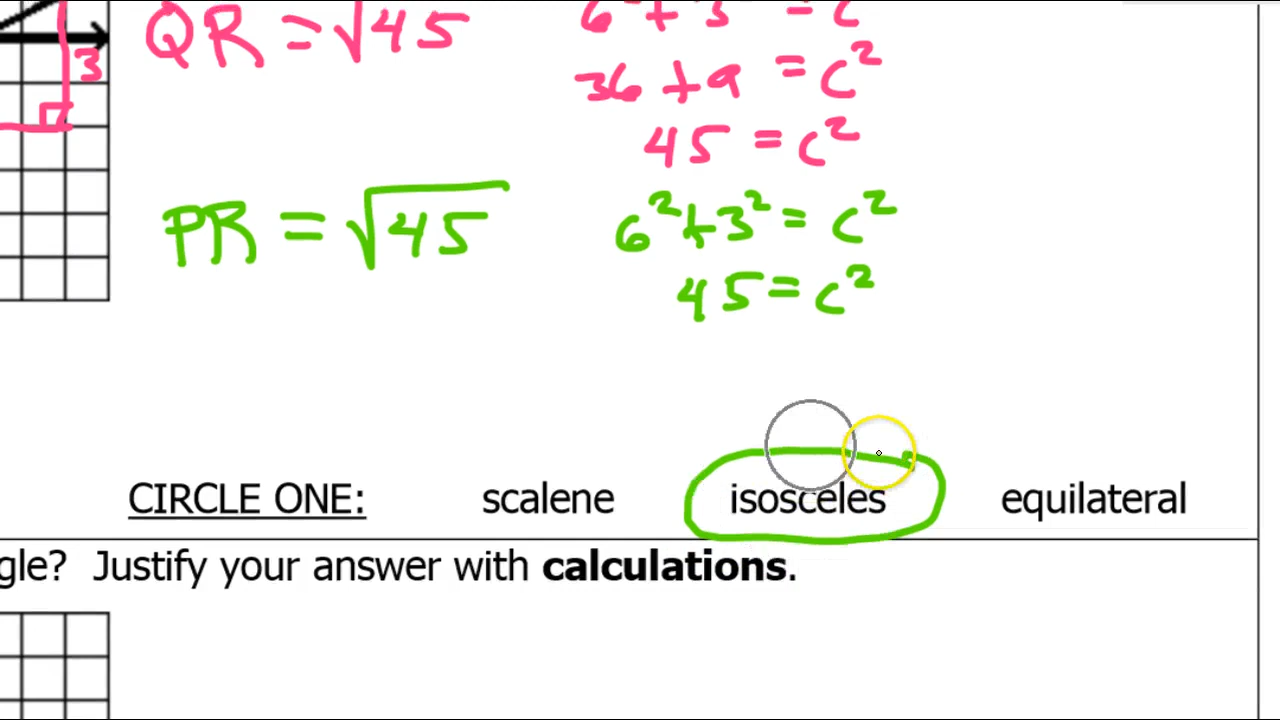 QR = √45
6² + 3² = c²
3
36 + 9 = c²
45 = c²
PR = √45
6² + 3² = c²
45 = c²
CIRCLE ONE: scalene isosceles equilateral
gle? Justify your answer with calculations.